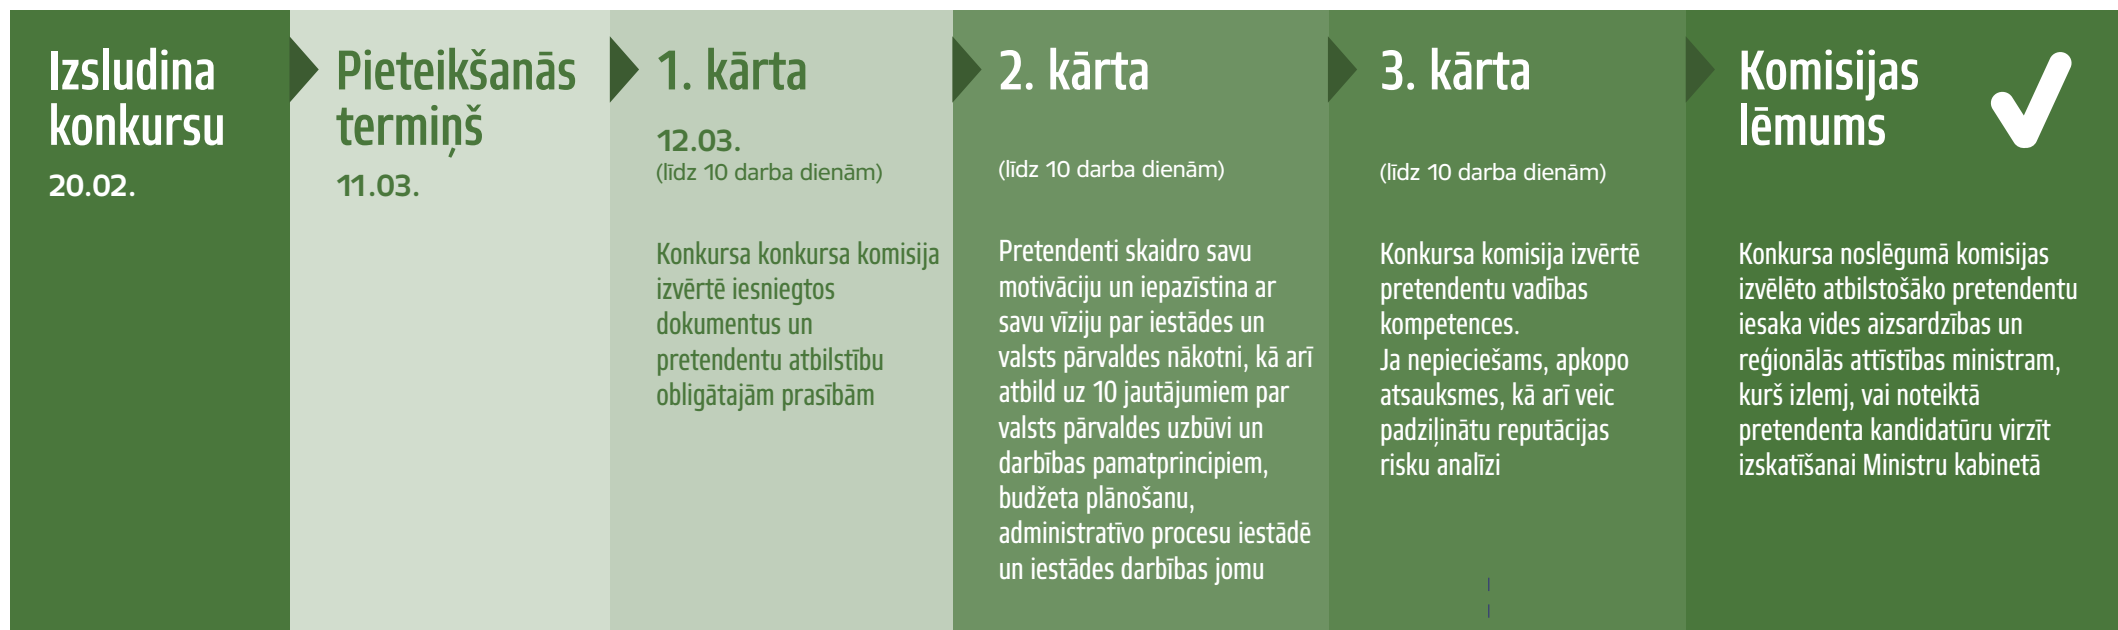 Izsludina
konkursu
20.02.
Pieteikšanās
termiņš
11.03.
1. kārta
12.03.
(līdz 10 darba dienām)
Konkursa konkursa komisija
izvērtē iesniegtos
dokumentus un
pretendentu atbilstību
obligātajām prasībām
2. kārta
(līdz 10 darba dienām)
Pretendenti skaidro savu
motivāciju un iepazīstina ar
savu vīziju par iestādes un
valsts pārvaldes nākotni, kā arī
atbild uz 10 jautājumiem par
valsts pārvaldes uzbūvi un
darbības pamatprincipiem,
budžeta plānošanu,
administratīvo procesu iestādē
un iestādes darbības jomu
3. kārta
(līdz 10 darba dienām)
Konkursa komisija izvērtē
pretendentu vadības
kompetences.
Ja nepieciešams, apkopo
atsauksmes, kā arī veic
padziļinātu reputācijas
risku analīzi
Komisijas
lēmums
Konkursa noslēgumā komisijas
izvēlēto atbilstošāko pretendentu
iesaka vides aizsardzības un
reģionālās attīstības ministram,
kurš izlemj, vai noteiktā
pretendenta kandidatūru virzīt
izskatīšanai Ministru kabinetā